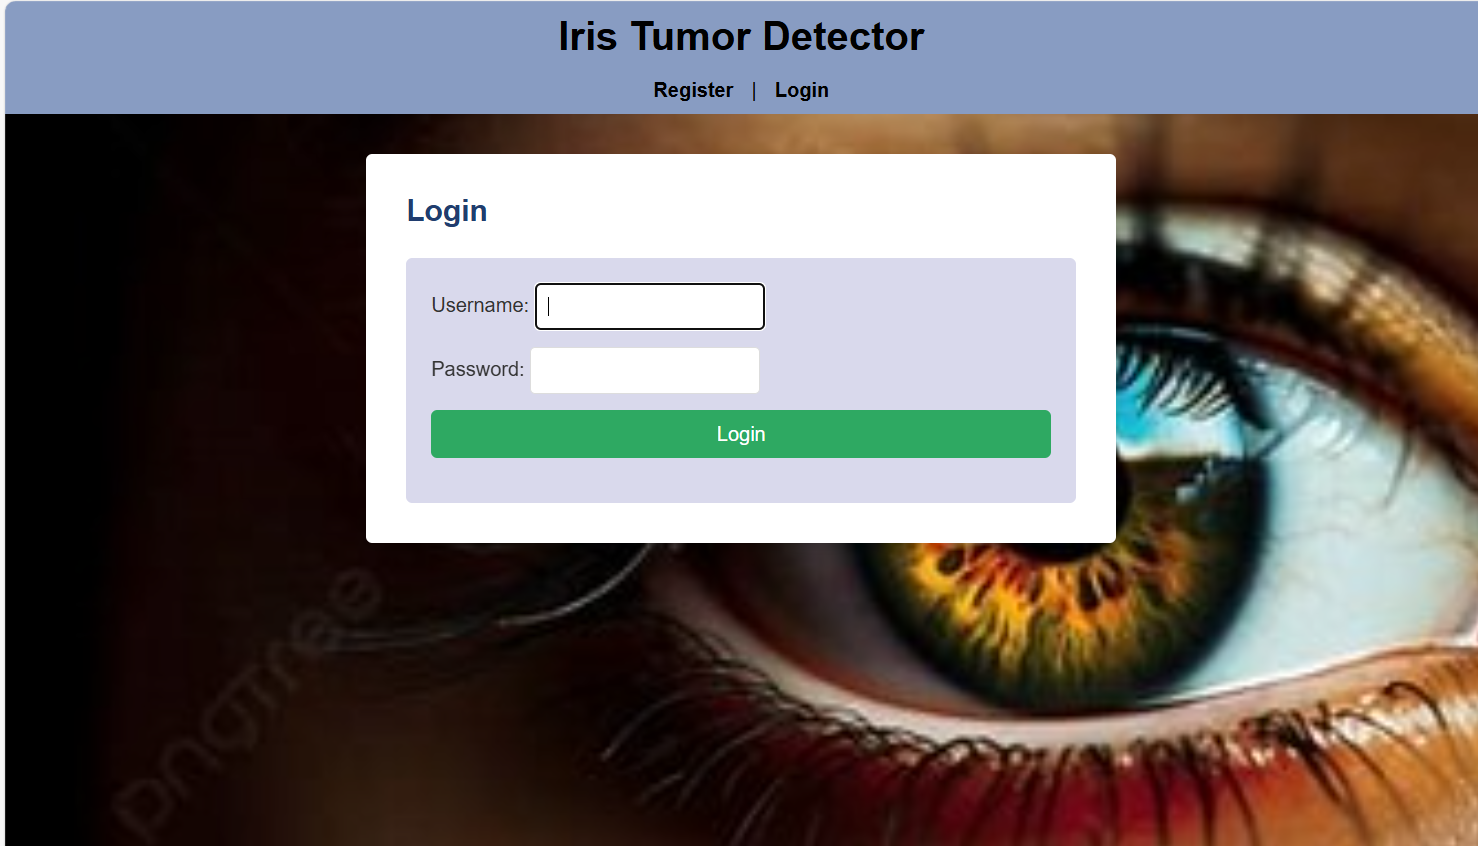 Iris Tumor Detector
Register | Login
Login
Username:
Password:
Login
pngtree